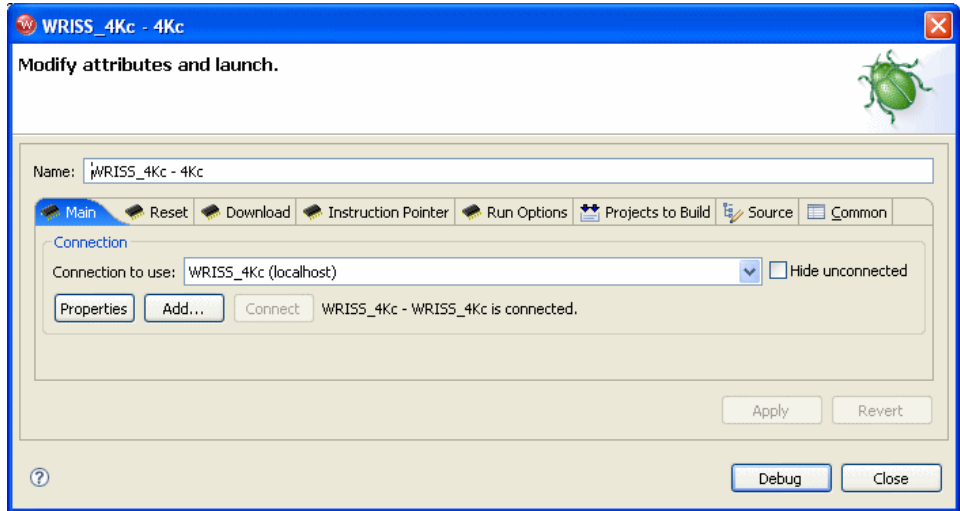 WRISS_4Kc - 4Kc
Modify attributes and launch.
Name: WRISS_4Kc - 4Kc
Main Reset Download Instruction Pointer Run Options Projects to Build Source Common
Connection
Connection to use: WRISS_4Kc (localhost) Hide unconnected
Properties Add... Connect WRISS_4Kc - WRISS_4Kc is connected.
Apply Revert
? Debug Close